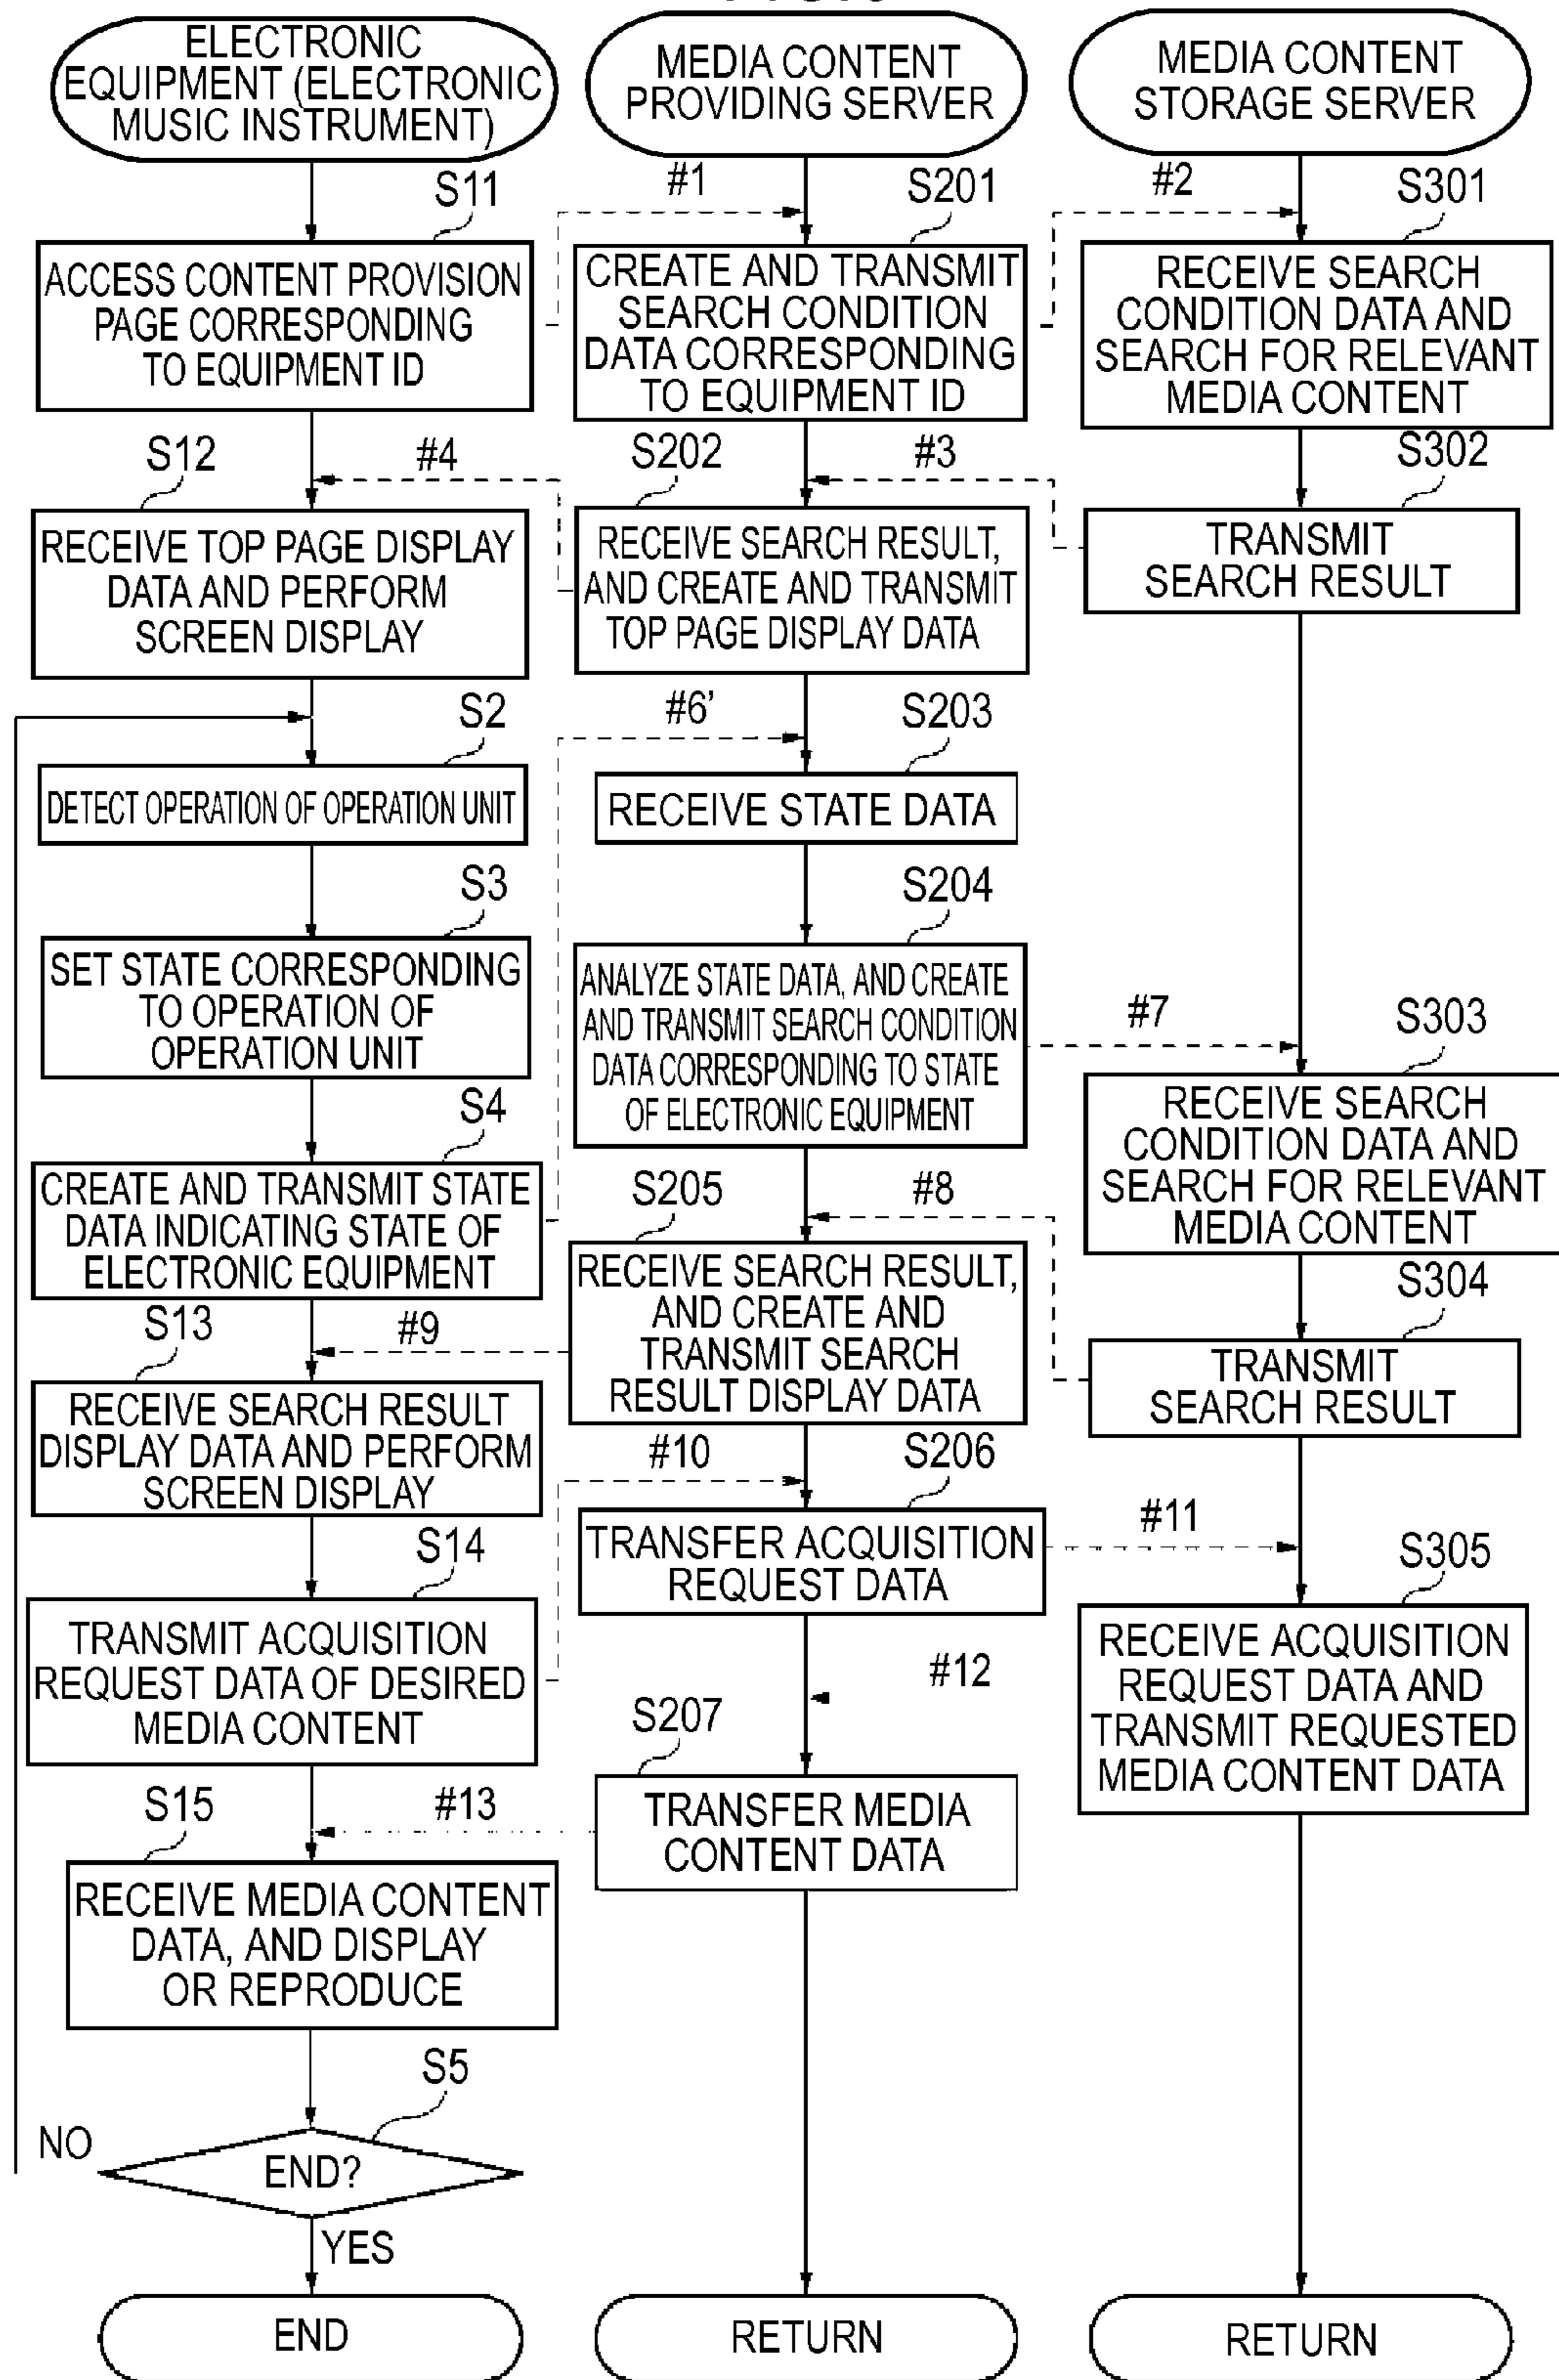 ELECTRONIC
EQUIPMENT (ELECTRONIC
MUSIC INSTRUMENT)
MEDIA CONTENT
PROVIDING SERVER
MEDIA CONTENT
STORAGE SERVER
S11
#1
S201
#2
S301
ACCESS CONTENT PROVISION
PAGE CORRESPONDING
TO EQUIPMENT ID
CREATE AND TRANSMIT
SEARCH CONDITION
DATA CORRESPONDING
TO EQUIPMENT ID
RECEIVE SEARCH
CONDITION DATA AND
SEARCH FOR RELEVANT
MEDIA CONTENT
S12
#4
S202
#3
S302
RECEIVE TOP PAGE DISPLAY
DATA AND PERFORM
SCREEN DISPLAY
RECEIVE SEARCH RESULT,
AND CREATE AND TRANSMIT
TOP PAGE DISPLAY DATA
TRANSMIT
SEARCH RESULT
S2
#6’
S203
DETECT OPERATION OF OPERATION UNIT
RECEIVE STATE DATA
S3
S204
SET STATE CORRESPONDING
TO OPERATION OF
OPERATION UNIT
ANALYZE STATE DATA, AND CREATE
AND TRANSMIT SEARCH CONDITION
DATA CORRESPONDING TO STATE
OF ELECTRONIC EQUIPMENT
#7
S303
RECEIVE SEARCH
CONDITION DATA AND
SEARCH FOR RELEVANT
MEDIA CONTENT
S4
CREATE AND TRANSMIT STATE
DATA INDICATING STATE OF
ELECTRONIC EQUIPMENT
S205
#8
RECEIVE SEARCH RESULT,
AND CREATE AND
TRANSMIT SEARCH
RESULT DISPLAY DATA
S304
TRANSMIT
SEARCH RESULT
S13
#9
RECEIVE SEARCH RESULT
DISPLAY DATA AND PERFORM
SCREEN DISPLAY
#10
S206
TRANSFER ACQUISITION
REQUEST DATA
#11
S305
RECEIVE ACQUISITION
REQUEST DATA AND
TRANSMIT REQUESTED
MEDIA CONTENT DATA
S14
TRANSMIT ACQUISITION
REQUEST DATA OF DESIRED
MEDIA CONTENT
#12
S207
TRANSFER MEDIA
CONTENT DATA
S15
#13
RECEIVE MEDIA CONTENT
DATA, AND DISPLAY
OR REPRODUCE
S5
NO
END?
YES
END
RETURN
RETURN